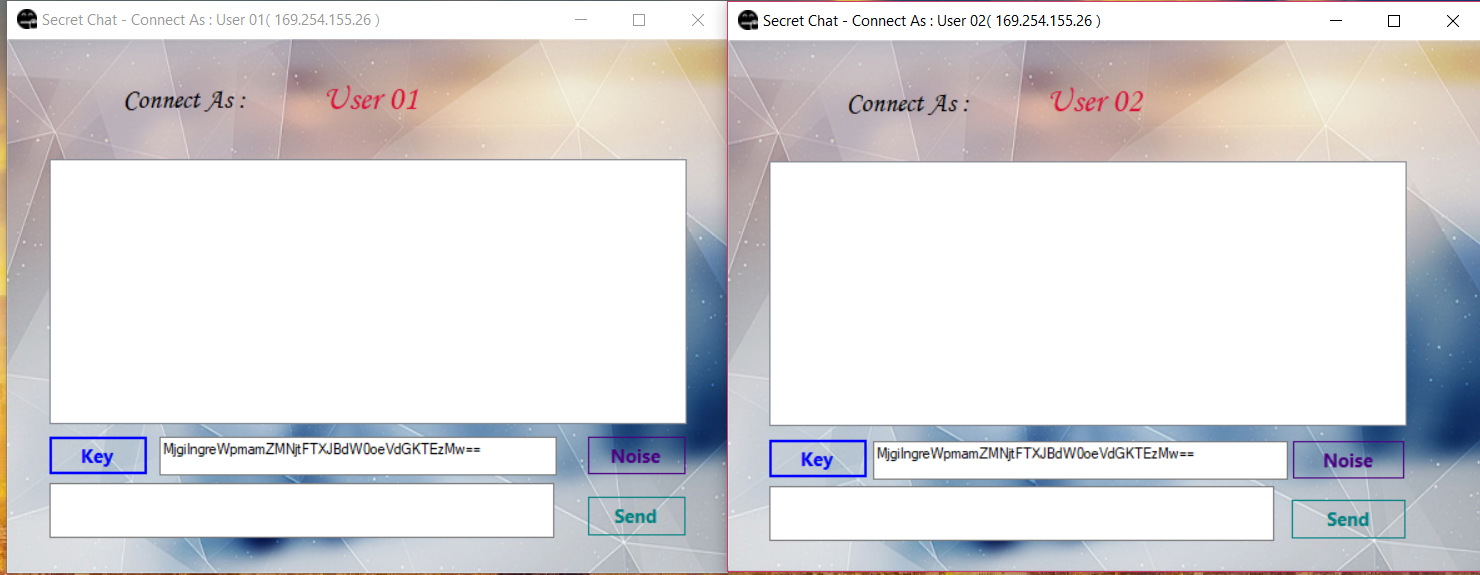 Secret Chat - Connect As : User 01( 169.254.155.26 )
Connect As : User 01
Key MjgiIngreWpmamZMNjtFTXJBdW0oeVdGKTEzMw== Noise
Send
Secret Chat - Connect As : User 02( 169.254.155.26 )
Connect As : User 02
Key MjgiIngreWpmamZMNjtFTXJBdW0oeVdGKTEzMw== Noise
Send